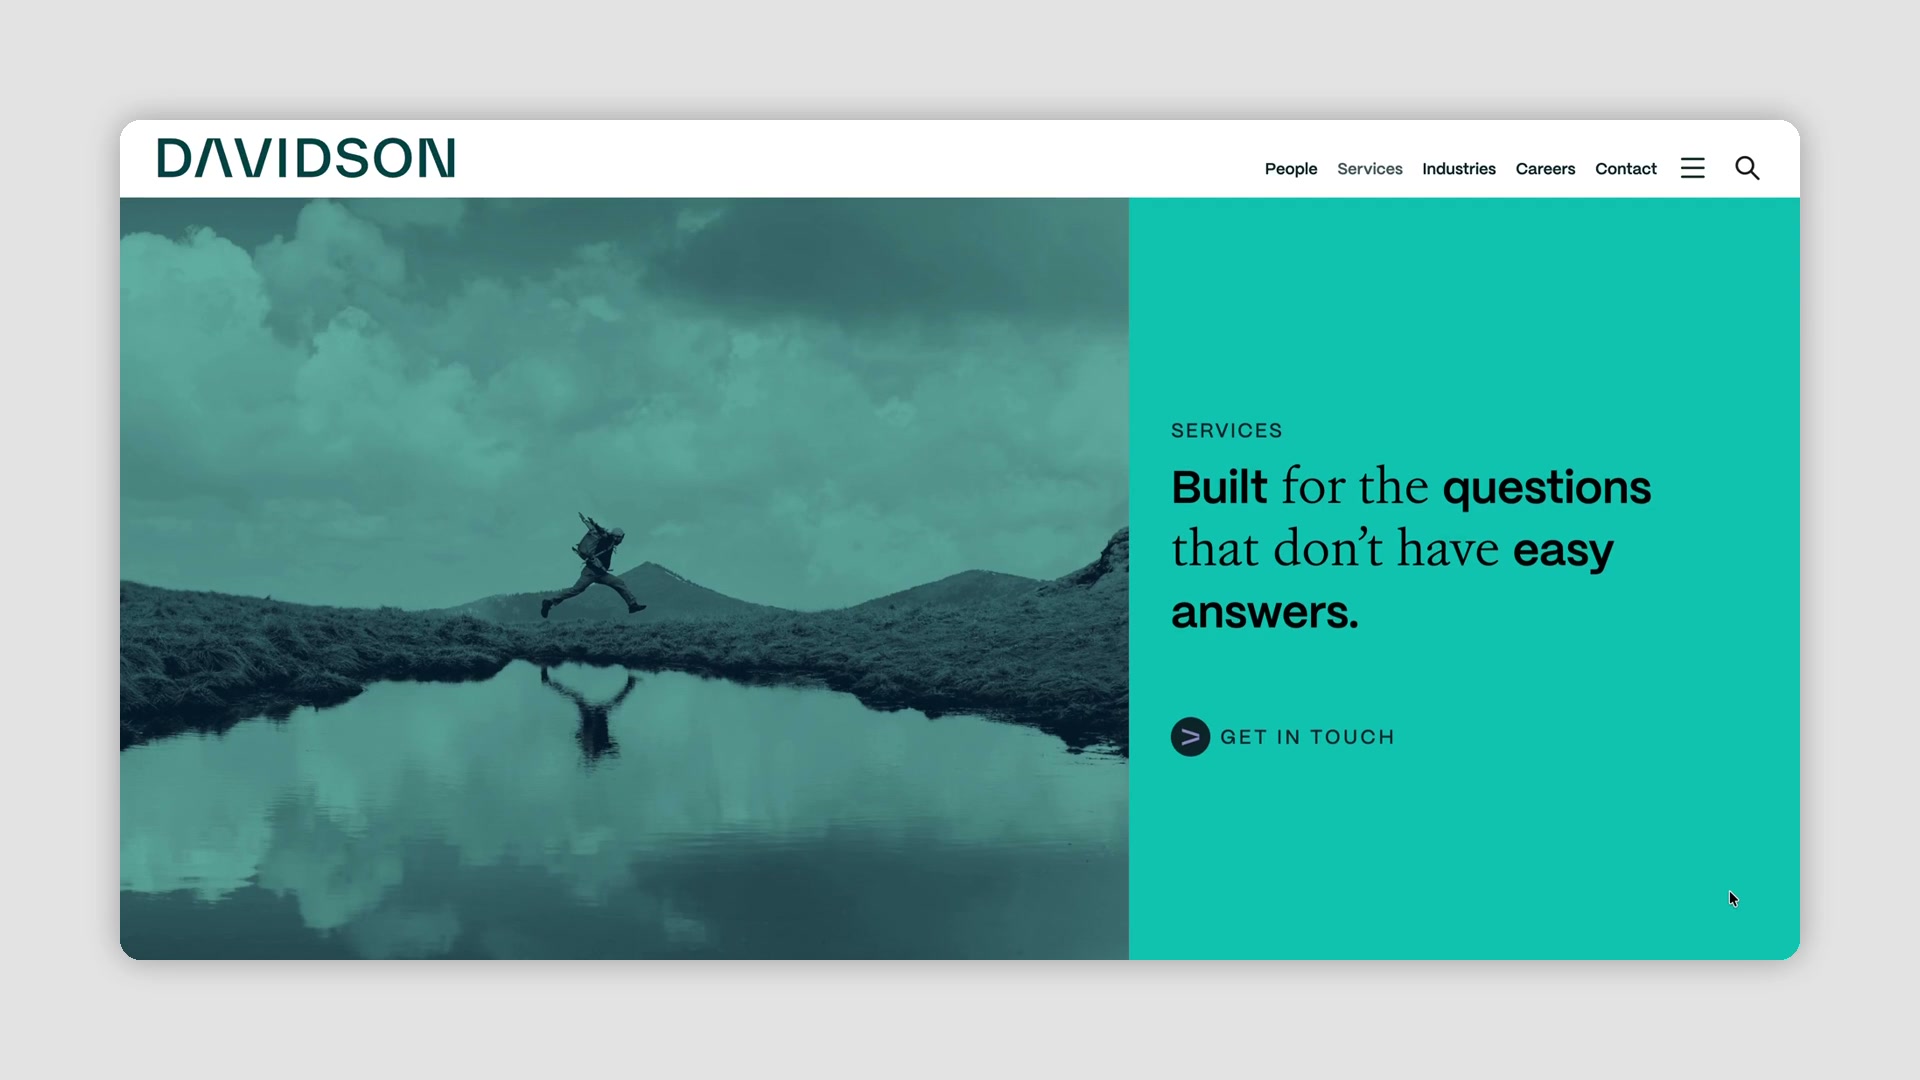 DAVIDSON
People Services Industries Careers Contact
SERVICES
Built for the questions
that don’t have easy
answers.
GET IN TOUCH